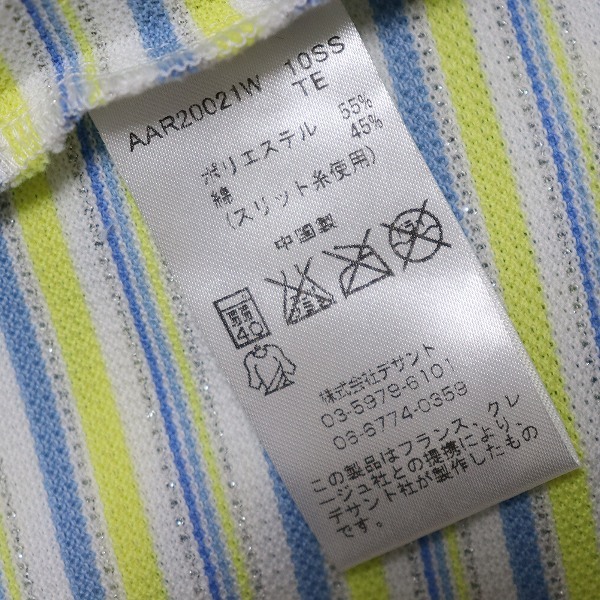 AAR20021W 10SS
TE
ポリエステル 55%
綿 45%
(スリット糸使用)
中国製
弱
40
株式会社デサント
03-5979-6101
06-6774-0359
この製品はフランス、クレ
ージュ社との提携により、
デサント社が製作したもの
です。